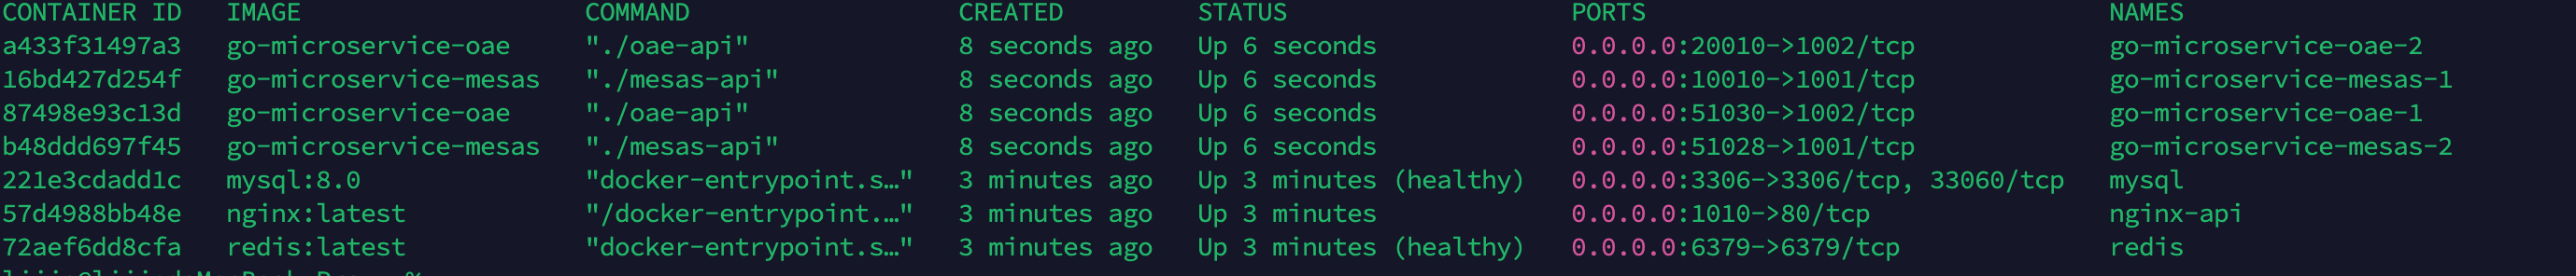 CONTAINER ID   IMAGE                   COMMAND                  CREATED         STATUS                   PORTS                               NAMES
a433f31497a3   go-microservice-oae     "./oae-api"              8 seconds ago   Up 6 seconds             0.0.0.0:20010->1002/tcp             go-microservice-oae-2
16bd427d254f   go-microservice-mesas   "./mesas-api"            8 seconds ago   Up 6 seconds             0.0.0.0:10010->1001/tcp             go-microservice-mesas-1
87498e93c13d   go-microservice-oae     "./oae-api"              8 seconds ago   Up 6 seconds             0.0.0.0:51030->1002/tcp             go-microservice-oae-1
b48ddd697f45   go-microservice-mesas   "./mesas-api"            8 seconds ago   Up 6 seconds             0.0.0.0:51028->1001/tcp             go-microservice-mesas-2
221e3cdadd1c   mysql:8.0               "docker-entrypoint.s…"   3 minutes ago   Up 3 minutes (healthy)   0.0.0.0:3306->3306/tcp, 33060/tcp   mysql
57d4988bb48e   nginx:latest            "/docker-entrypoint.…"   3 minutes ago   Up 3 minutes             0.0.0.0:1010->80/tcp                nginx-api
72aef6dd8cfa   redis:latest            "docker-entrypoint.s…"   3 minutes ago   Up 3 minutes (healthy)   0.0.0.0:6379->6379/tcp              redis